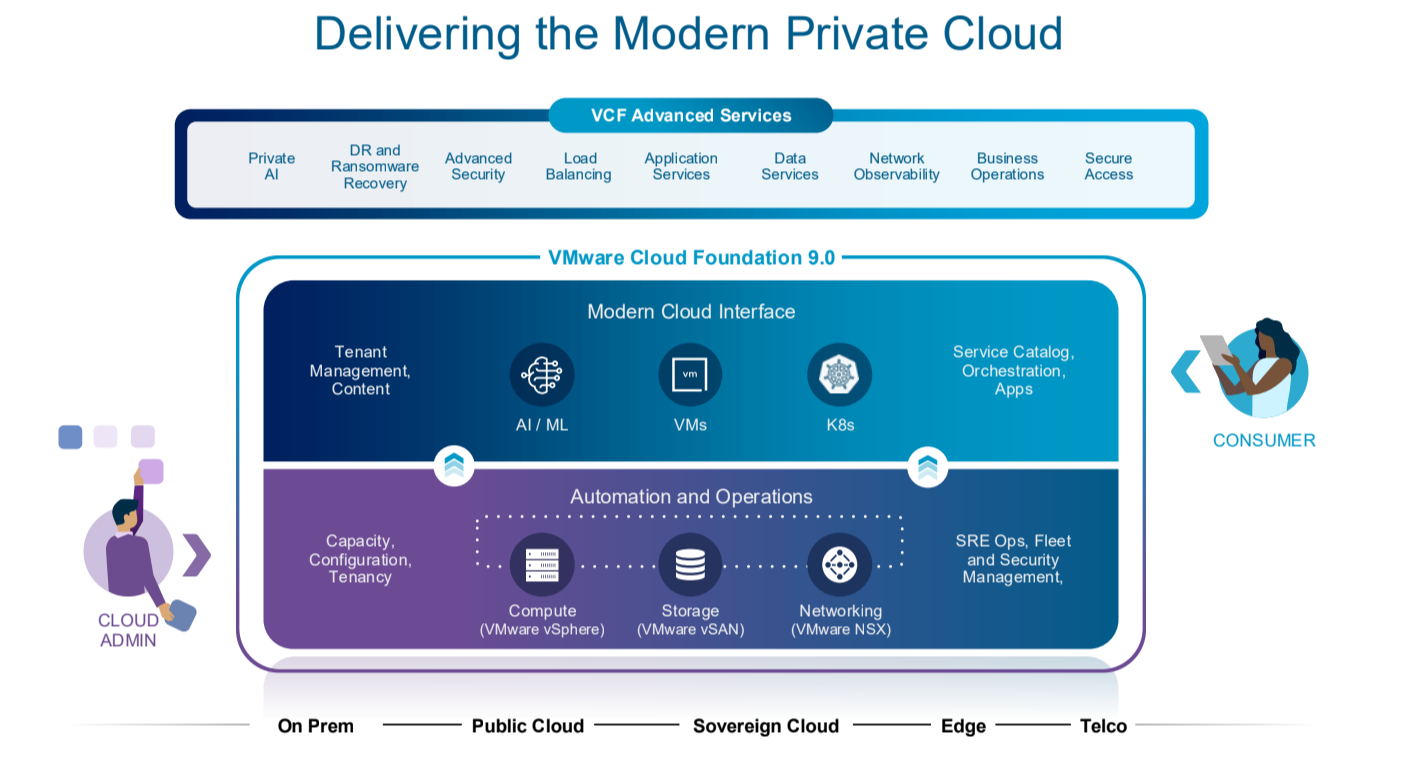 Delivering the Modern Private Cloud
VCF Advanced Services
Private
AI
DR and
Ransomware
Recovery
Advanced
Security
Load
Balancing
Application
Services
Data
Services
Network
Observability
Business
Operations
Secure
Access
VMware Cloud Foundation 9.0
Modern Cloud Interface
Tenant
Management,
Content
AI / ML
vm
VMs
K8s
Service Catalog,
Orchestration,
Apps
CONSUMER
Automation and Operations
Capacity,
Configuration,
Tenancy
Compute
(VMware vSphere)
Storage
(VMware vSAN)
Networking
(VMware NSX)
SRE Ops, Fleet
and Security
Management,
CLOUD
ADMIN
On Prem
Public Cloud
Sovereign Cloud
Edge
Telco